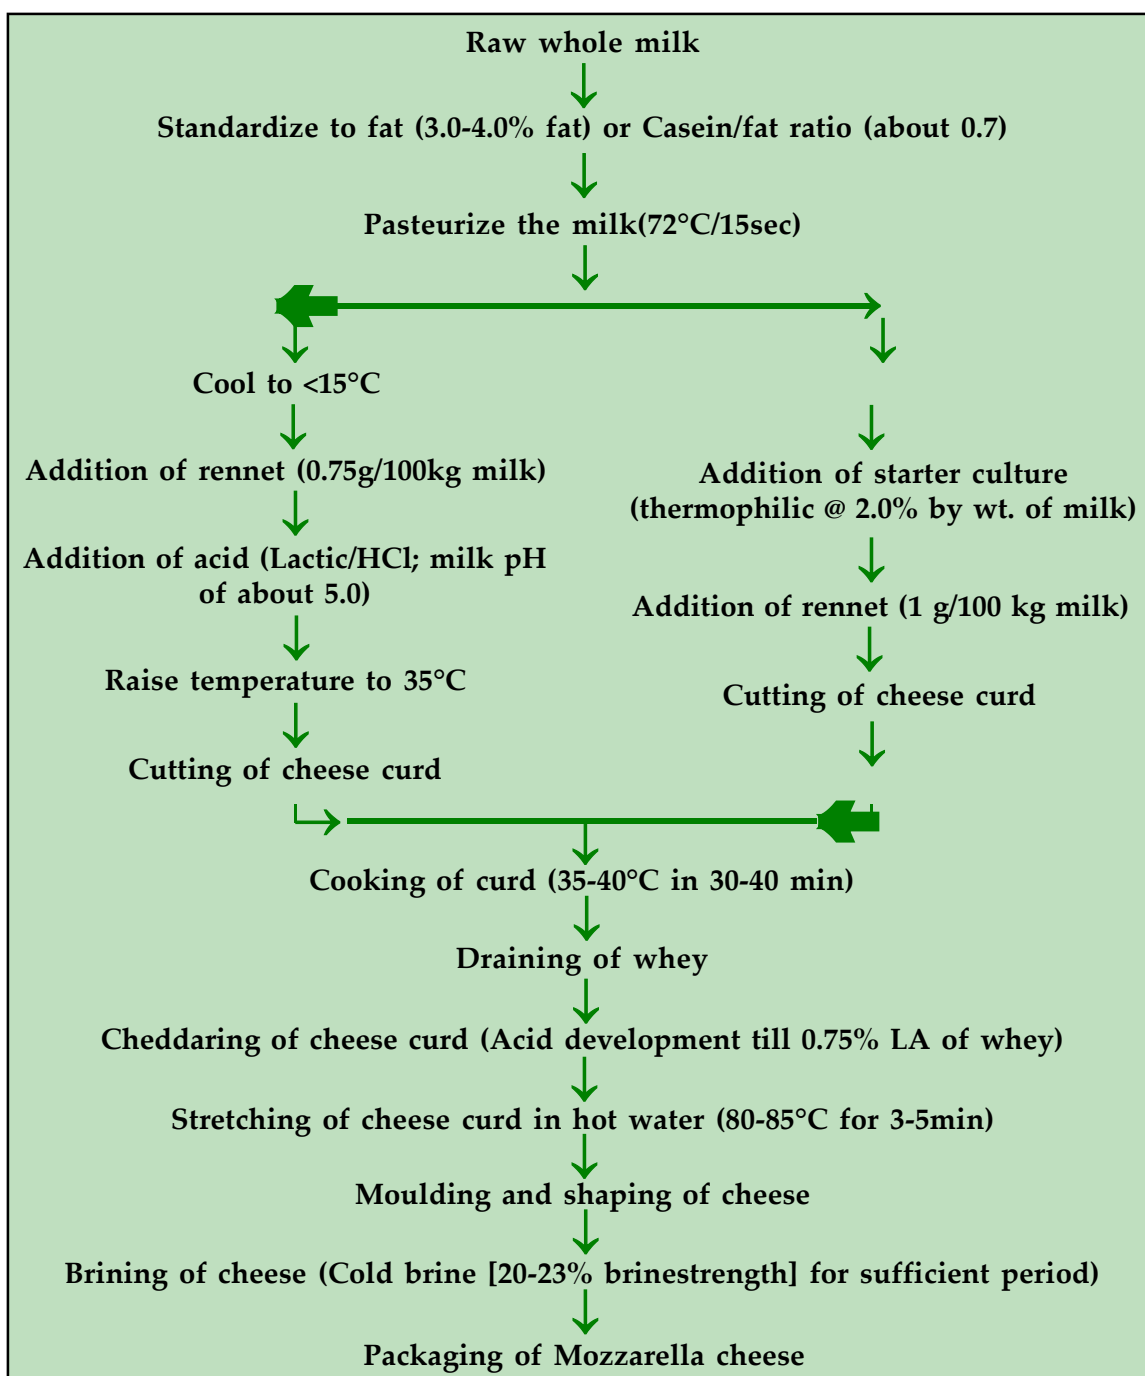 Raw whole milk
Standardize to fat (3.0-4.0% fat) or Casein/fat ratio (about 0.7)
Pasteurize the milk(72°C/15sec)
Cool to <15°C
Addition of rennet (0.75g/100kg milk)
Addition of acid (Lactic/HCl; milk pH
of about 5.0)
Raise temperature to 35°C
Cutting of cheese curd
Addition of starter culture
(thermophilic @ 2.0% by wt. of milk)
Addition of rennet (1 g/100 kg milk)
Cutting of cheese curd
Cooking of curd (35-40°C in 30-40 min)
Draining of whey
Cheddaring of cheese curd (Acid development till 0.75% LA of whey)
Stretching of cheese curd in hot water (80-85°C for 3-5min)
Moulding and shaping of cheese
Brining of cheese (Cold brine [20-23% brinestrength] for sufficient period)
Packaging of Mozzarella cheese